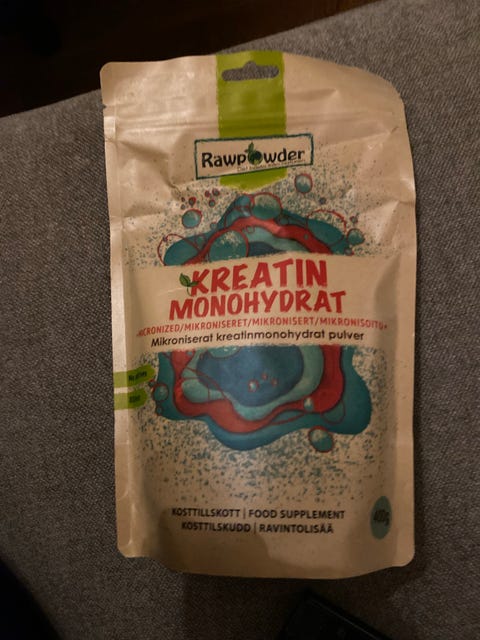 Rawpowder
KREATIN
MONOHYDRAT
MICRONIZED/MIKRONISERET/MIKRONISERT/MIKRONISOITU
Mikroniserat kreatinmonohydrat pulver
KOSTTILLSKOTT | FOOD SUPPLEMENT
KOSTTILSKUDD | RAVINTOLISÄÄ
400g